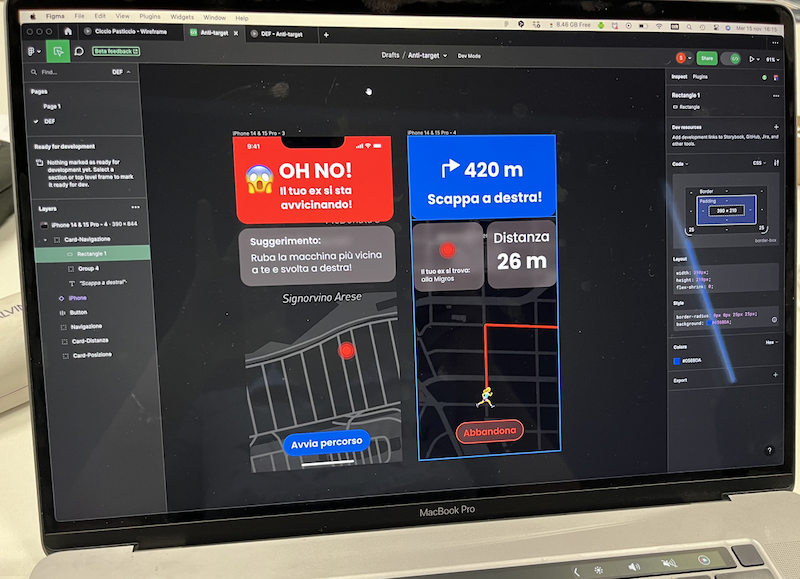 Figma File Edit View Plugins Widgets Window Help
8,46 GB Free
Mer 15 nov 16:15
Ciccio Pasticcio - Wireframe
Anti-target
DEF - Anti-target
Beta feedback
Drafts / Anti-target
Dev Mode
Share
91%
Find...
DEF
Pages
Page 1
DEF
Ready for development
Nothing marked as ready for
development yet. Select a
section or top level frame to mark
it ready for dev.
Layers
iPhone 14 & 15 Pro - 4 · 390 × 844
Card-Navigazione
Rectangle 1
Group 4
"Scappa a destra!"
iPhone
Button
Navigazione
Card-Distanza
Card-Posizione
iPhone 14 & 15 Pro - 3
9:41
OH NO!
Il tuo ex si sta
avvicinando!
Suggerimento:
Ruba la macchina più vicina
a te e svolta a destra!
Signorvino Arese
Avvia percorso
iPhone 14 & 15 Pro - 4
420 m
Scappa a destra!
Il tuo ex si trova:
alla Migros
Distanza
26 m
Abbandona
Inspect Plugins
Rectangle 1
Rectangle
Dev resources
Add development links to Storybook, GitHub, Jira, and
other tools.
Code
CSS
Border
Padding
390 × 210
25
25
border-box
Layout
width: 390px;
height: 210px;
flex-shrink: 0;
Style
border-radius: 0px 0px 25px 25px;
background: #0056DA;
Colors
Hex
#0056DA
Export
?
MacBook Pro